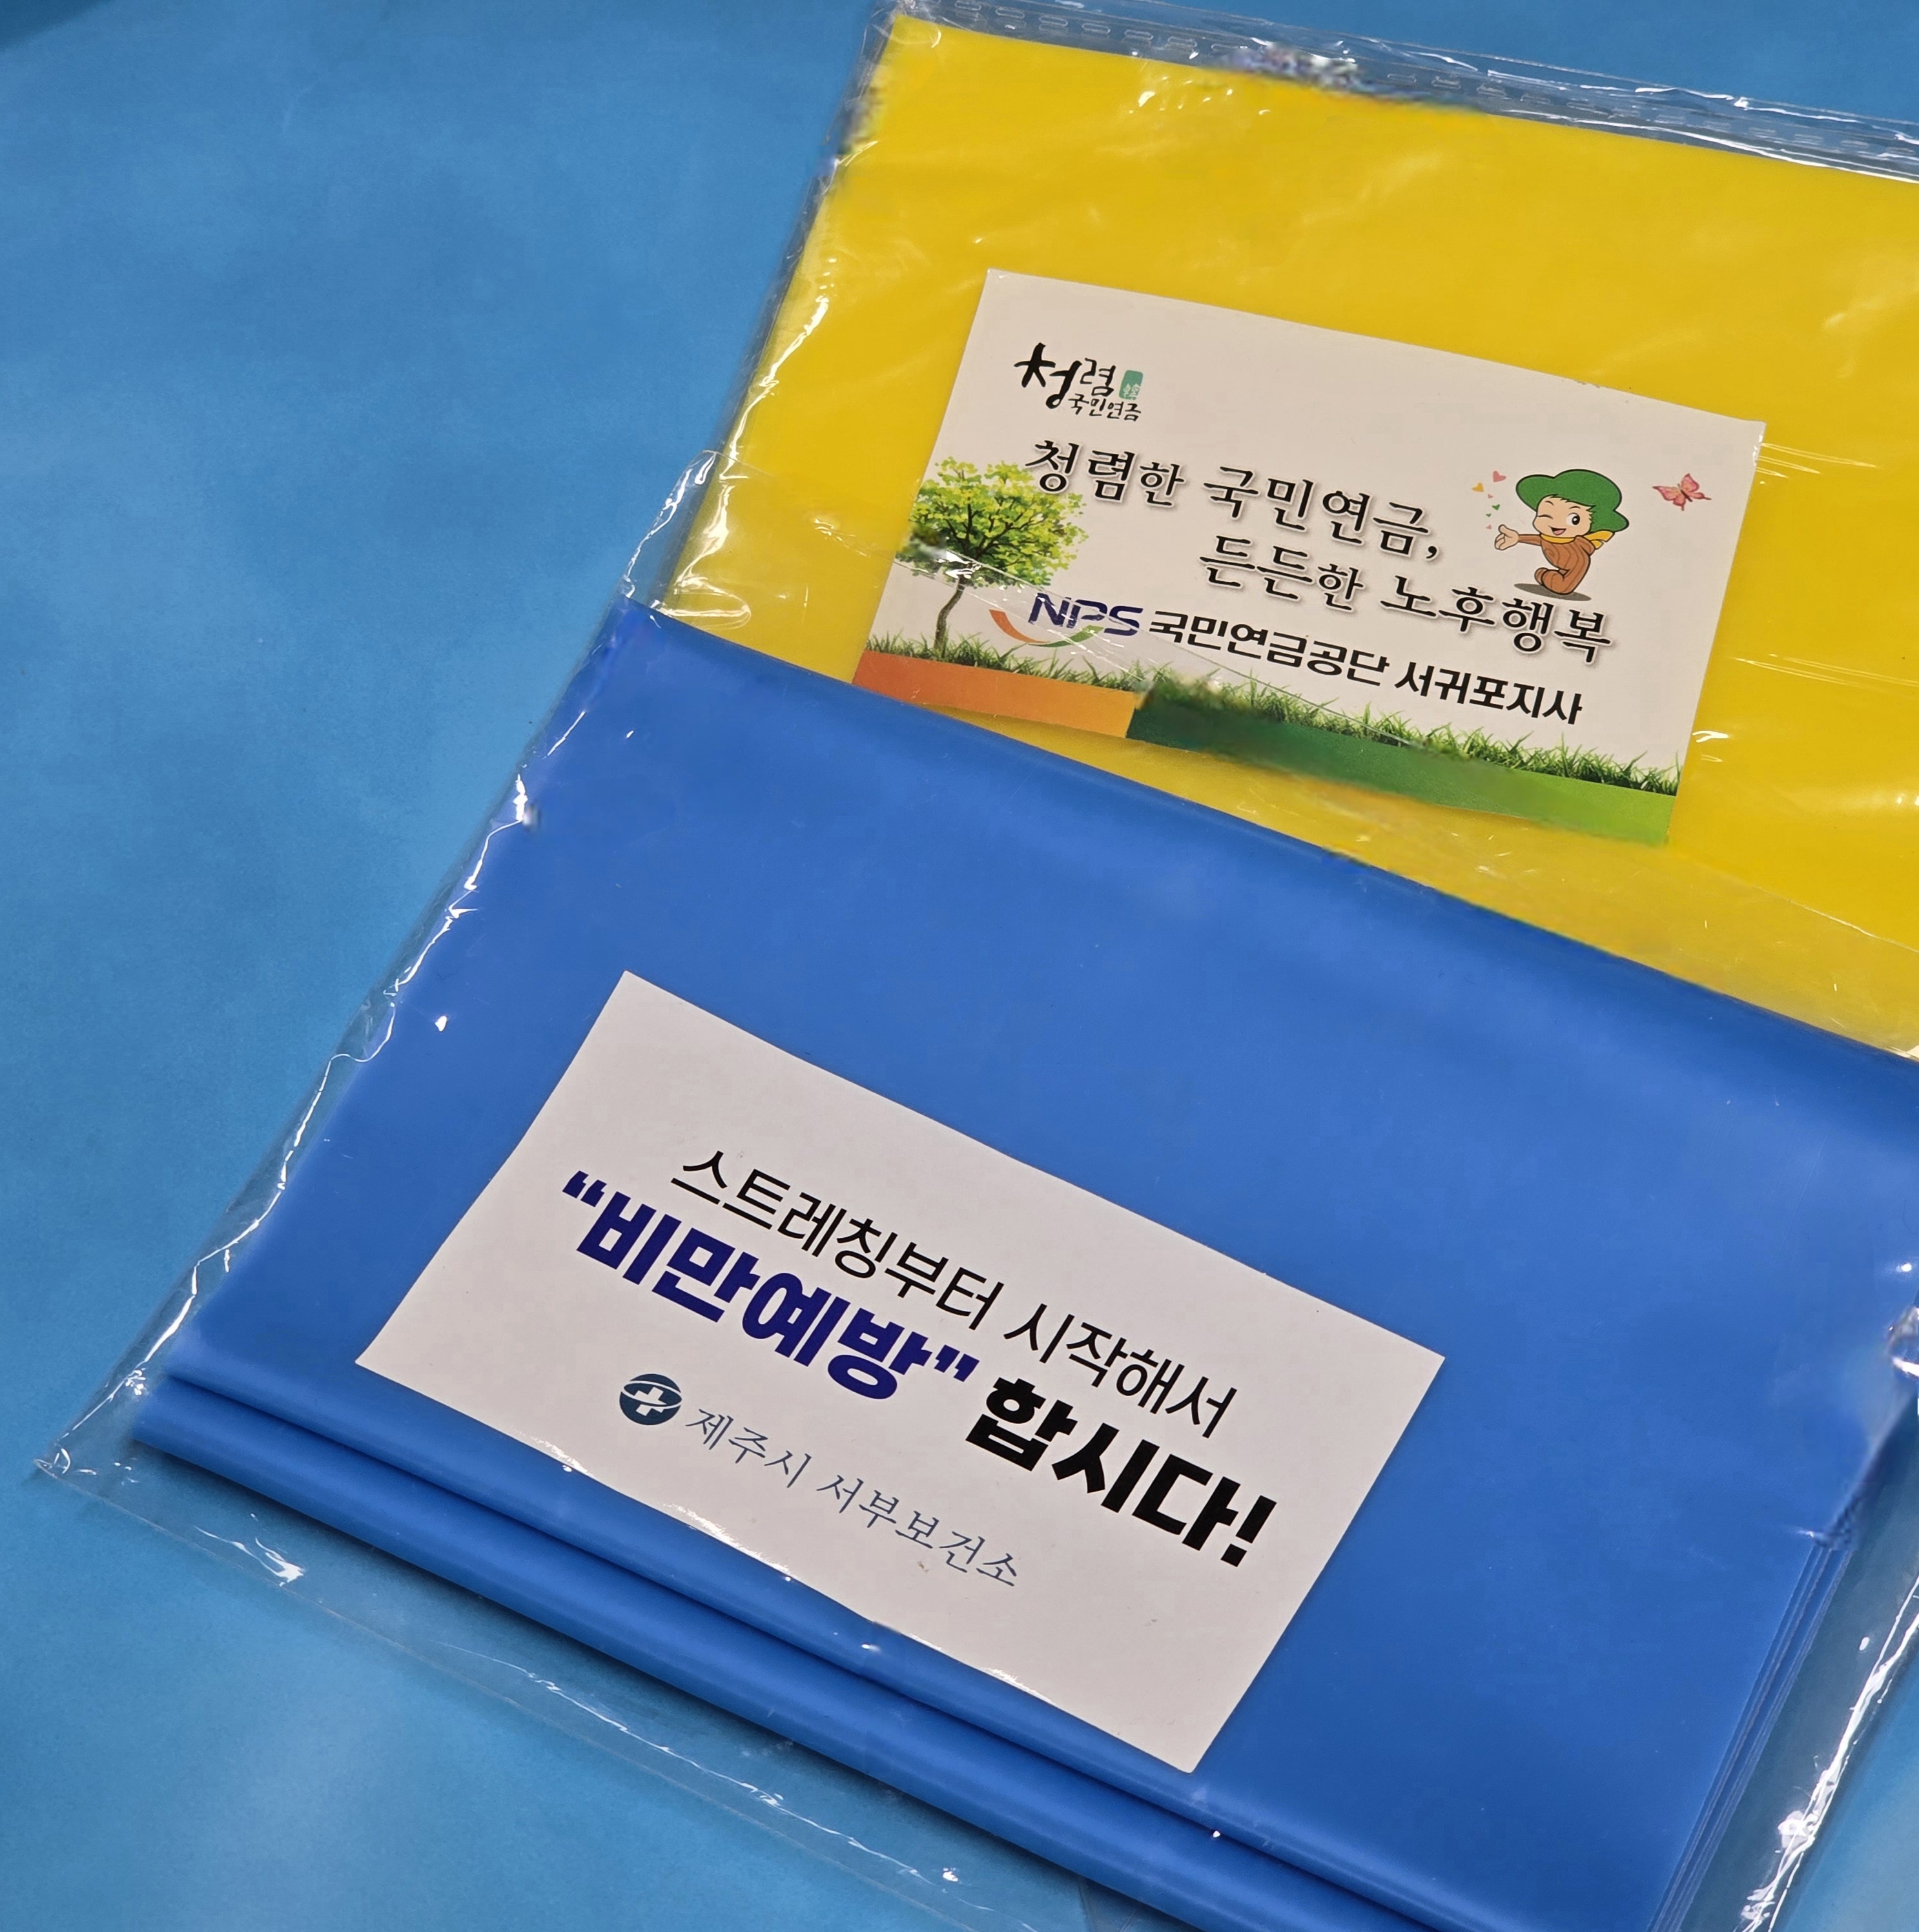 청렴
국민연금
청렴한 국민연금,
든든한 노후행복
NPS 국민연금공단 서귀포지사
스트레칭부터 시작해서
“비만예방” 합시다!
제주시 서부보건소